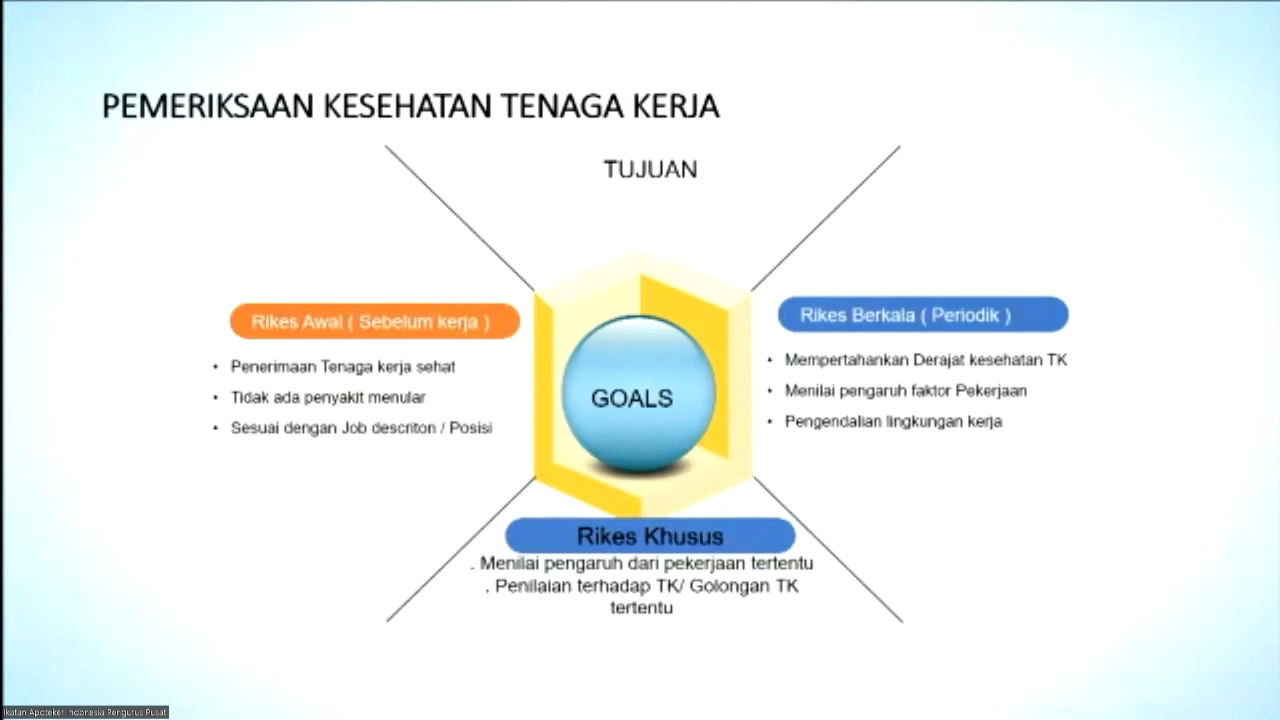 PEMERIKSAAN KESEHATAN TENAGA KERJA
TUJUAN
Rikes Awal ( Sebelum kerja )
• Penerimaan Tenaga kerja sehat
• Tidak ada penyakit menular
• Sesuai dengan Job descriton / Posisi
GOALS
Rikes Berkala ( Periodik )
• Mempertahankan Derajat kesehatan TK
• Menilai pengaruh faktor Pekerjaan
• Pengendalian lingkungan kerja
Rikes Khusus
. Menilai pengaruh dari pekerjaan tertentu
. Penilaian terhadap TK/ Golongan TK
tertentu
Ikatan Apoteker Indonesia Pengurus Pusat